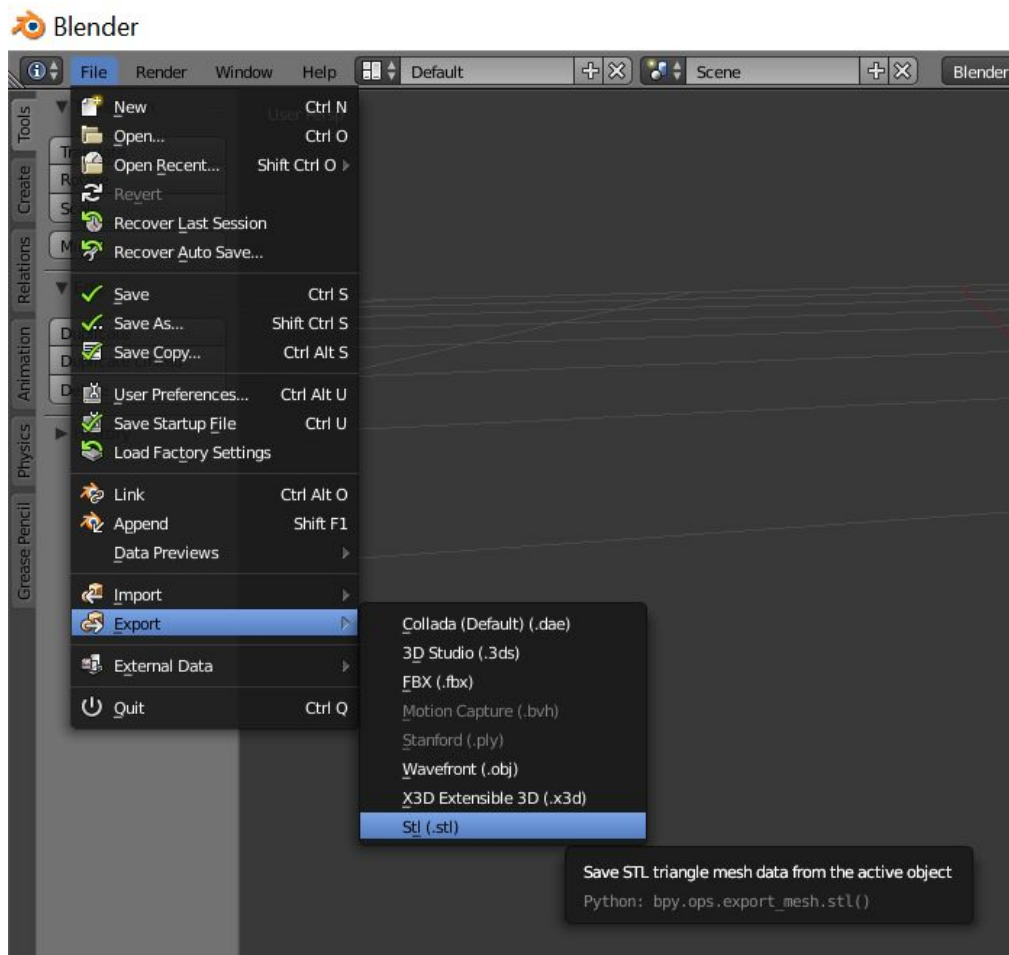 Blender
File Render Window Help Default Scene Blender
Tools
Create
Relations
Animation
Physics
Grease Pencil
New Ctrl N
Open... Ctrl O
Open Recent... Shift Ctrl O
Revert
Recover Last Session
Recover Auto Save...
Save Ctrl S
Save As... Shift Ctrl S
Save Copy... Ctrl Alt S
User Preferences... Ctrl Alt U
Save Startup File Ctrl U
Load Factory Settings
Link Ctrl Alt O
Append Shift F1
Data Previews
Import
Export
External Data
Quit Ctrl Q
Collada (Default) (.dae)
3D Studio (.3ds)
FBX (.fbx)
Motion Capture (.bvh)
Stanford (.ply)
Wavefront (.obj)
X3D Extensible 3D (.x3d)
Stl (.stl)
Save STL triangle mesh data from the active object
Python: bpy.ops.export_mesh.stl()